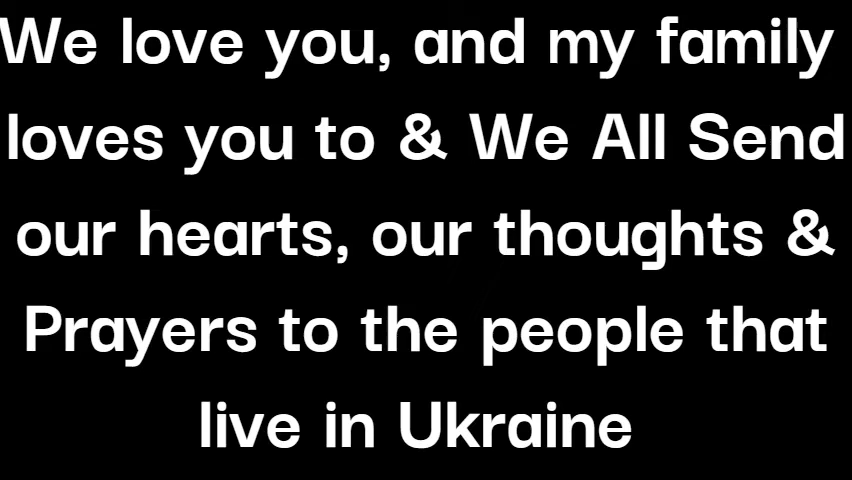 We love you, and my family
loves you to & We All Send
our hearts, our thoughts &
Prayers to the people that
live in Ukraine